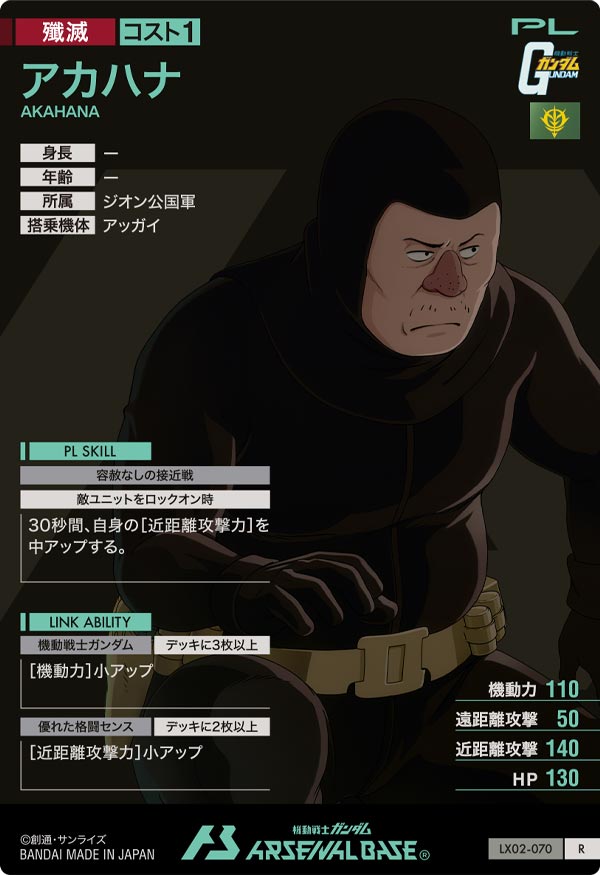 殲滅 コスト1
PL
機動戦士
ガンダム
GUNDAM
アカハナ
AKAHANA
身長 ー
年齢 ー
所属 ジオン公国軍
搭乗機体 アッガイ
PL SKILL
容赦なしの接近戦
敵ユニットをロックオン時
30秒間、自身の[近距離攻撃力]を
中アップする。
LINK ABILITY
機動戦士ガンダム デッキに3枚以上
[機動力]小アップ
優れた格闘センス デッキに2枚以上
[近距離攻撃力]小アップ
機動力 110
遠距離攻撃 50
近距離攻撃 140
HP 130
©創通・サンライズ
BANDAI MADE IN JAPAN
機動戦士ガンダム
ARSENAL BASE®
LX02-070 R